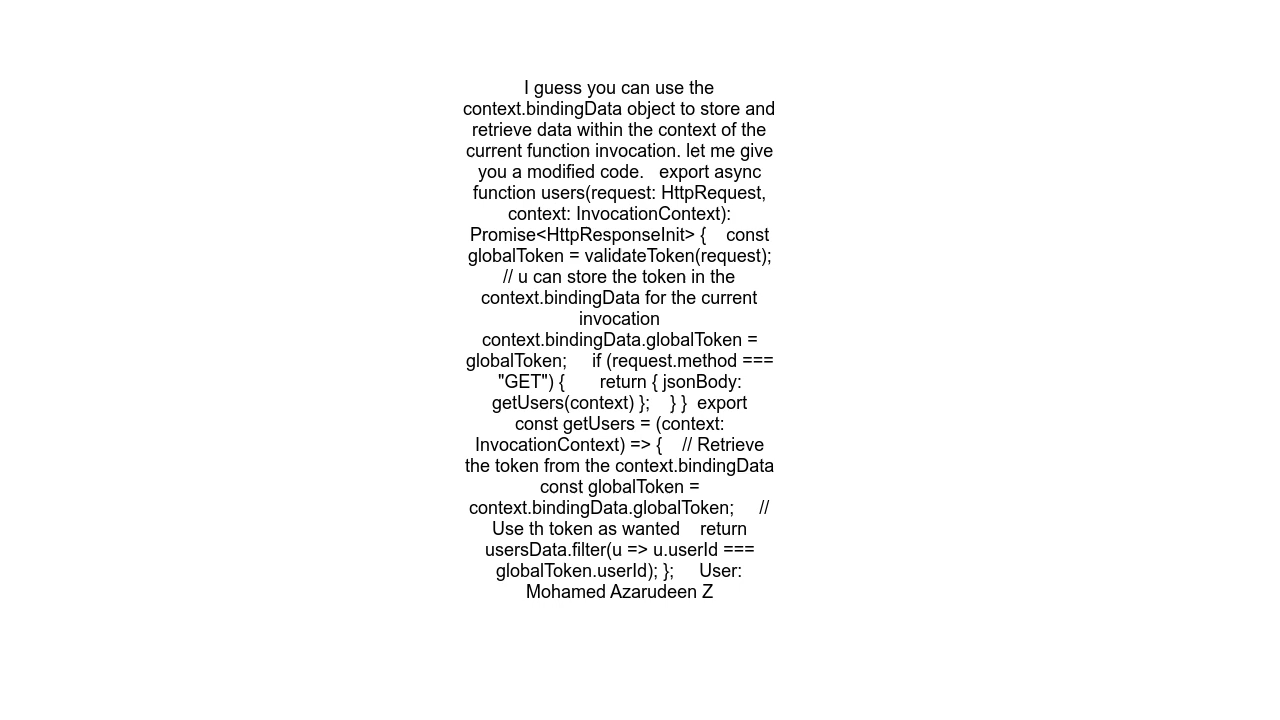 I guess you can use the
context.bindingData object to store and
retrieve data within the context of the
current function invocation. let me give
you a modified code.   export async
function users(request: HttpRequest,
context: InvocationContext):
Promise<HttpResponseInit> {    const
globalToken = validateToken(request);
// u can store the token in the
context.bindingData for the current
invocation
context.bindingData.globalToken =
globalToken;     if (request.method ===
"GET") {       return { jsonBody:
getUsers(context) };    } }  export
const getUsers = (context:
InvocationContext) => {    // Retrieve
the token from the context.bindingData
const globalToken =
context.bindingData.globalToken;     //
Use th token as wanted    return
usersData.filter(u => u.userId ===
globalToken.userId); };     User:
Mohamed Azarudeen Z